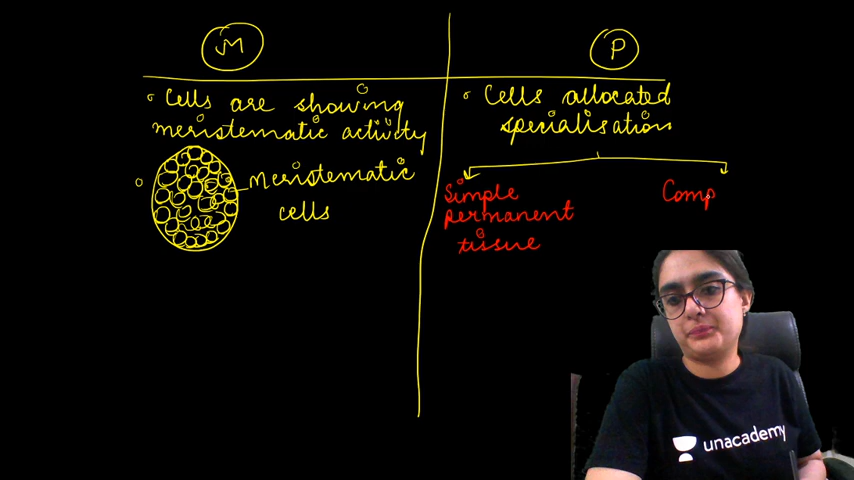 M
P
Cells are showing
meristematic activity
Meristematic
cells
Cells allocated
specialisation
Simple
permanent
tissue
Comp
unacademy